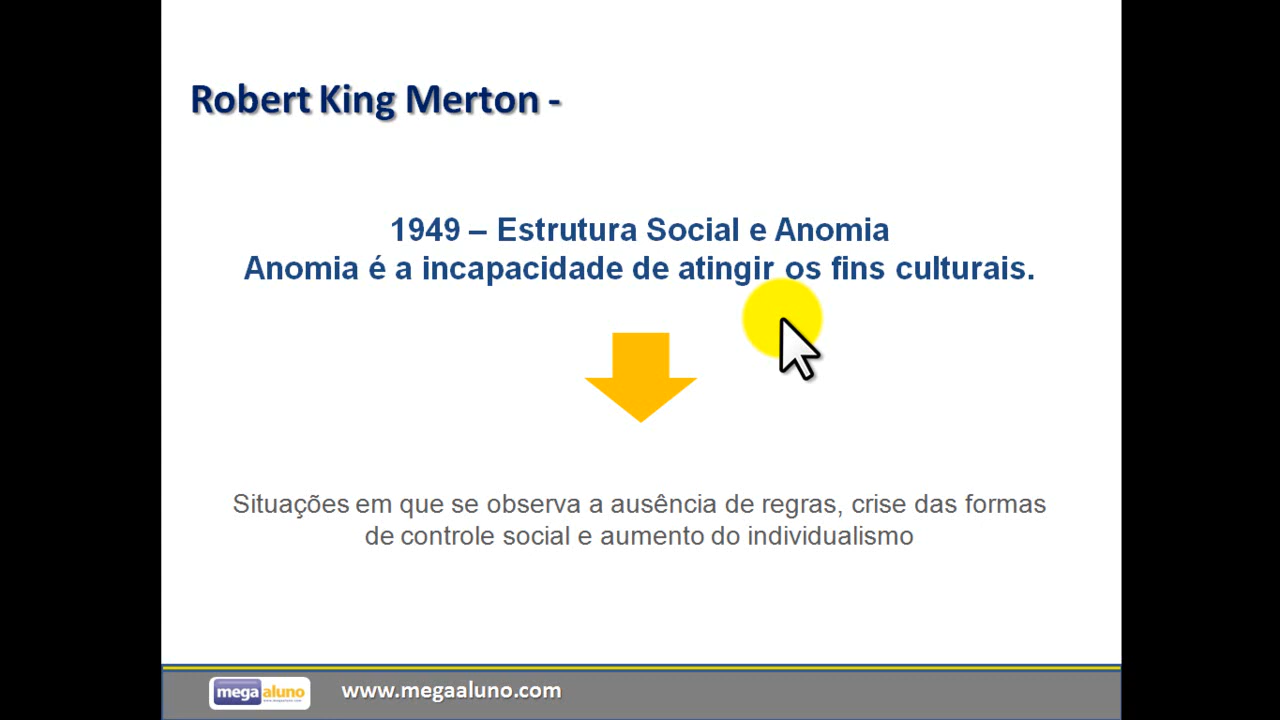 Robert King Merton -
1949 – Estrutura Social e Anomia
Anomia é a incapacidade de atingir os fins culturais.
Situações em que se observa a ausência de regras, crise das formas
de controle social e aumento do individualismo
megaaluno
www.megaaluno.com